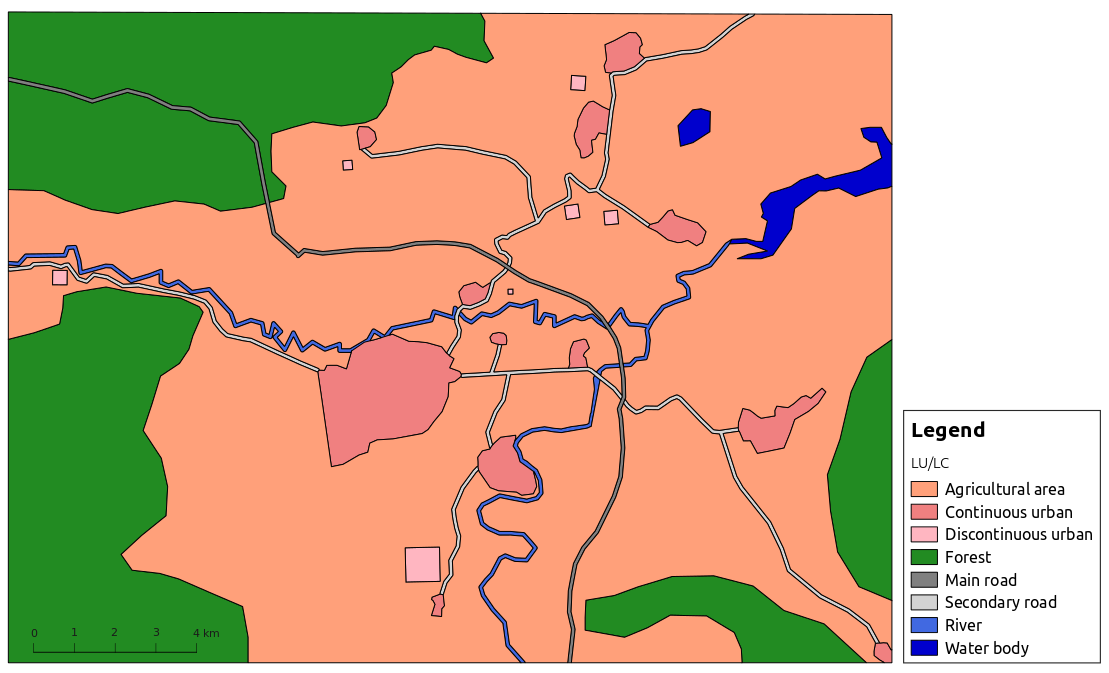 0 1 2 3 4 km
Legend
LU/LC
Agricultural area
Continuous urban
Discontinuous urban
Forest
Main road
Secondary road
River
Water body